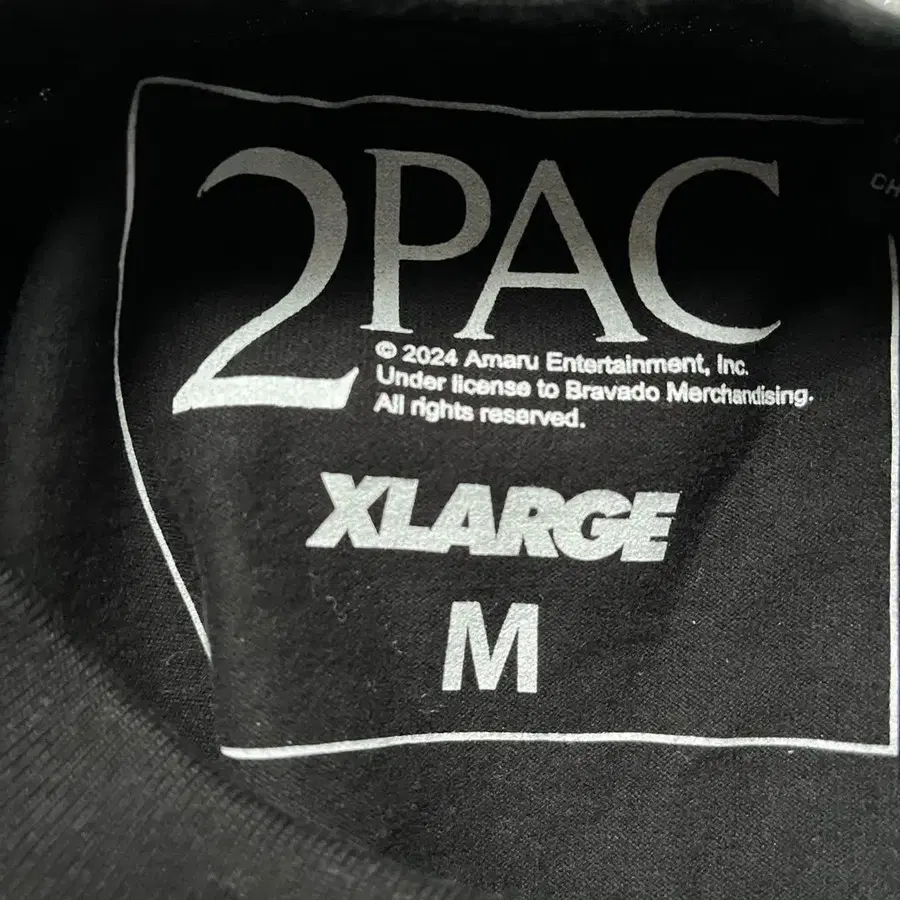 2PAC
© 2024 Amaru Entertainment, Inc.
Under license to Bravado Merchandising.
All rights reserved.
XLARGE
M